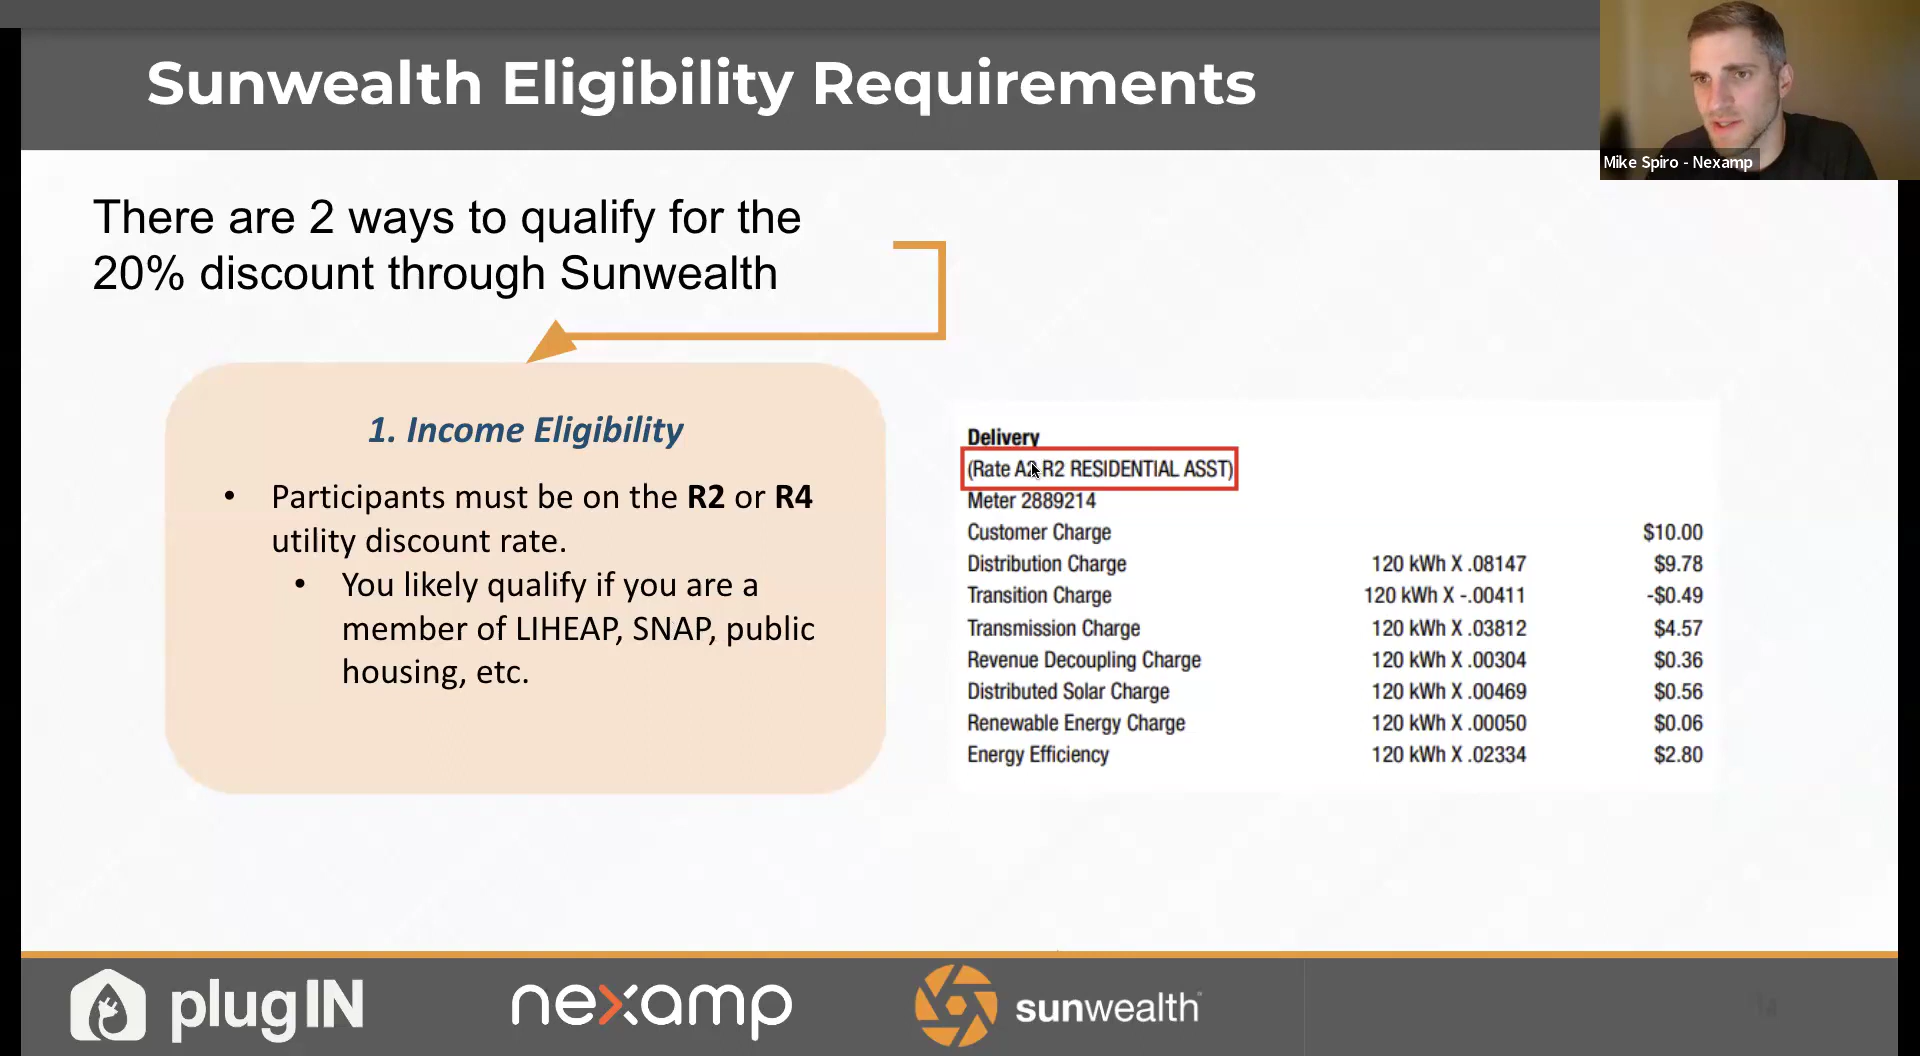 Sunwealth Eligibility Requirements
Mike Spiro - Nexamp
There are 2 ways to qualify for the
20% discount through Sunwealth
1. Income Eligibility
• Participants must be on the R2 or R4
utility discount rate.
• You likely qualify if you are a
member of LIHEAP, SNAP, public
housing, etc.
Delivery
(Rate A2 R2 RESIDENTIAL ASST)
Meter 2889214
Customer Charge $10.00
Distribution Charge 120 kWh X .08147 $9.78
Transition Charge 120 kWh X -.00411 -$0.49
Transmission Charge 120 kWh X .03812 $4.57
Revenue Decoupling Charge 120 kWh X .00304 $0.36
Distributed Solar Charge 120 kWh X .00469 $0.56
Renewable Energy Charge 120 kWh X .00050 $0.06
Energy Efficiency 120 kWh X .02334 $2.80
plugIN
nexamp
sunwealth